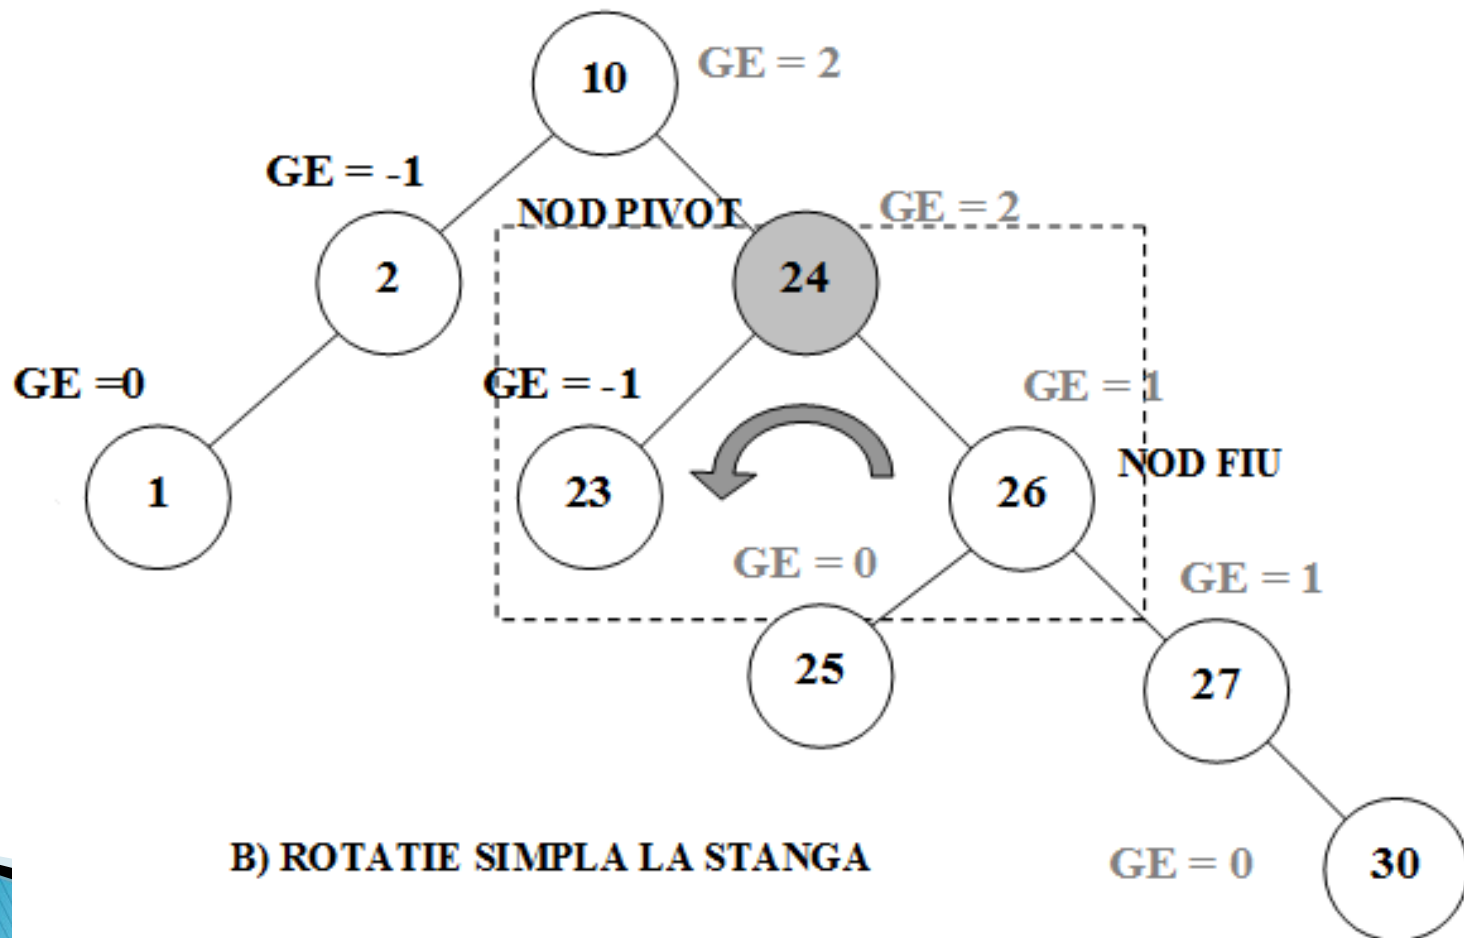 10
GE = 2
GE = -1
NOD PIVOT
GE = 2
2
24
GE =0
GE = -1
GE = 1
NOD FIU
1
23
26
GE = 0
GE = 1
25
27
B) ROTATIE SIMPLA LA STANGA
GE = 0
30